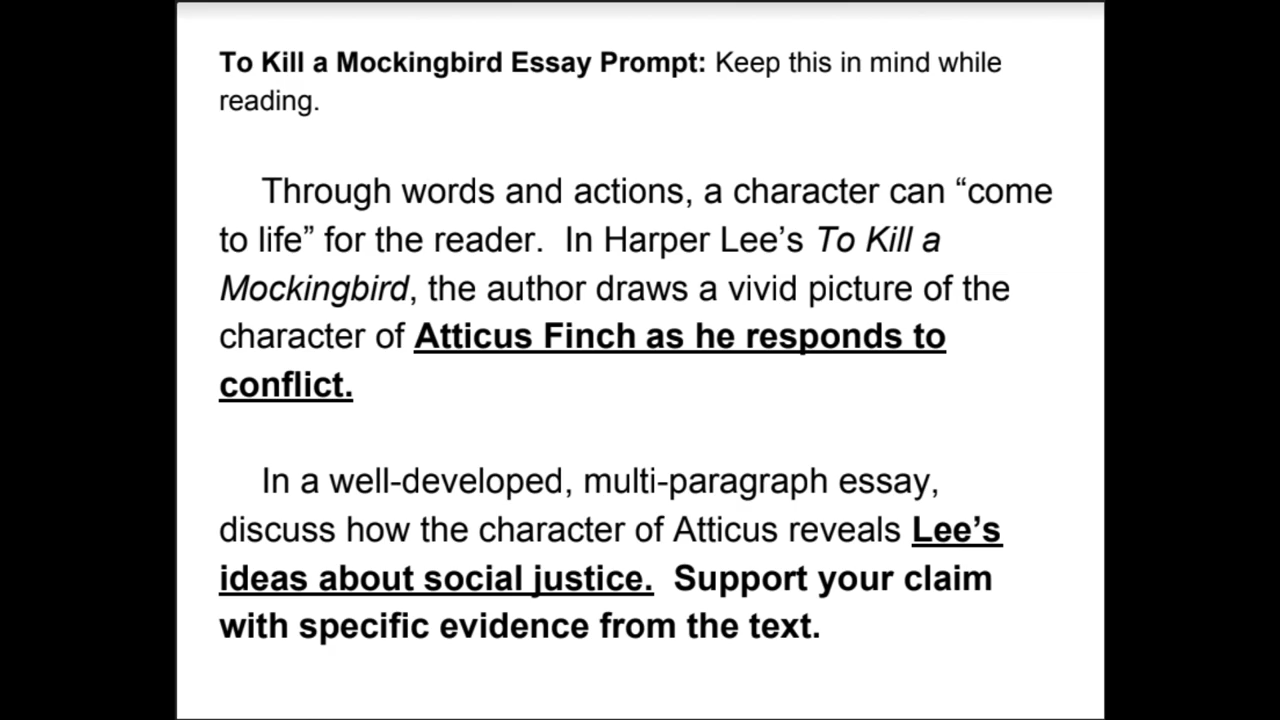 To Kill a Mockingbird Essay Prompt: Keep this in mind while
reading.
Through words and actions, a character can “come
to life” for the reader.  In Harper Lee’s To Kill a
Mockingbird, the author draws a vivid picture of the
character of Atticus Finch as he responds to
conflict.
In a well-developed, multi-paragraph essay,
discuss how the character of Atticus reveals Lee’s
ideas about social justice.  Support your claim
with specific evidence from the text.